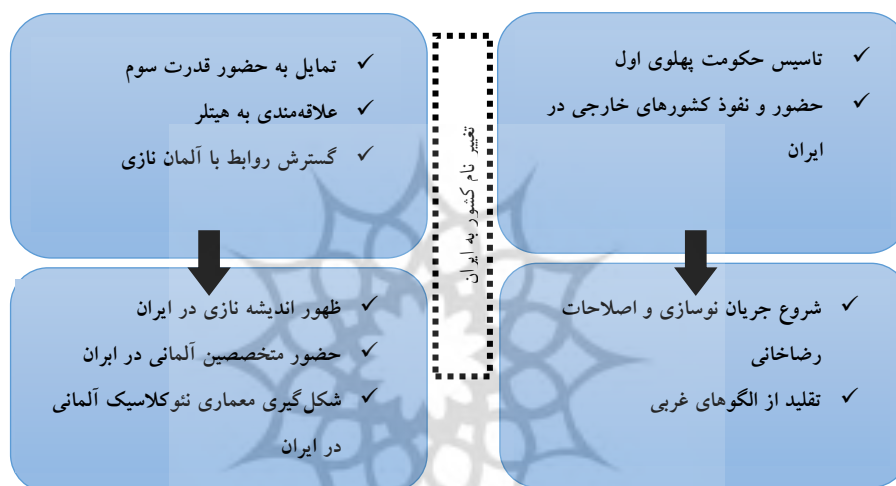 تاسیس حکومت پهلوی اول
حضور و نفوذ کشورهای خارجی در
ایران
شروع جریان نوسازی و اصلاحات
رضاخانی
تقلید از الگوهای غربی
تغییر نام کشور به ایران
تمایل به حضور قدرت سوم
علاقه‌مندی به هیتلر
گسترش روابط با آلمان نازی
ظهور اندیشه نازی در ایران
حضور متخصصین آلمانی در ابران
شکل‌گیری معماری نئوکلاسیک آلمانی
در ایران